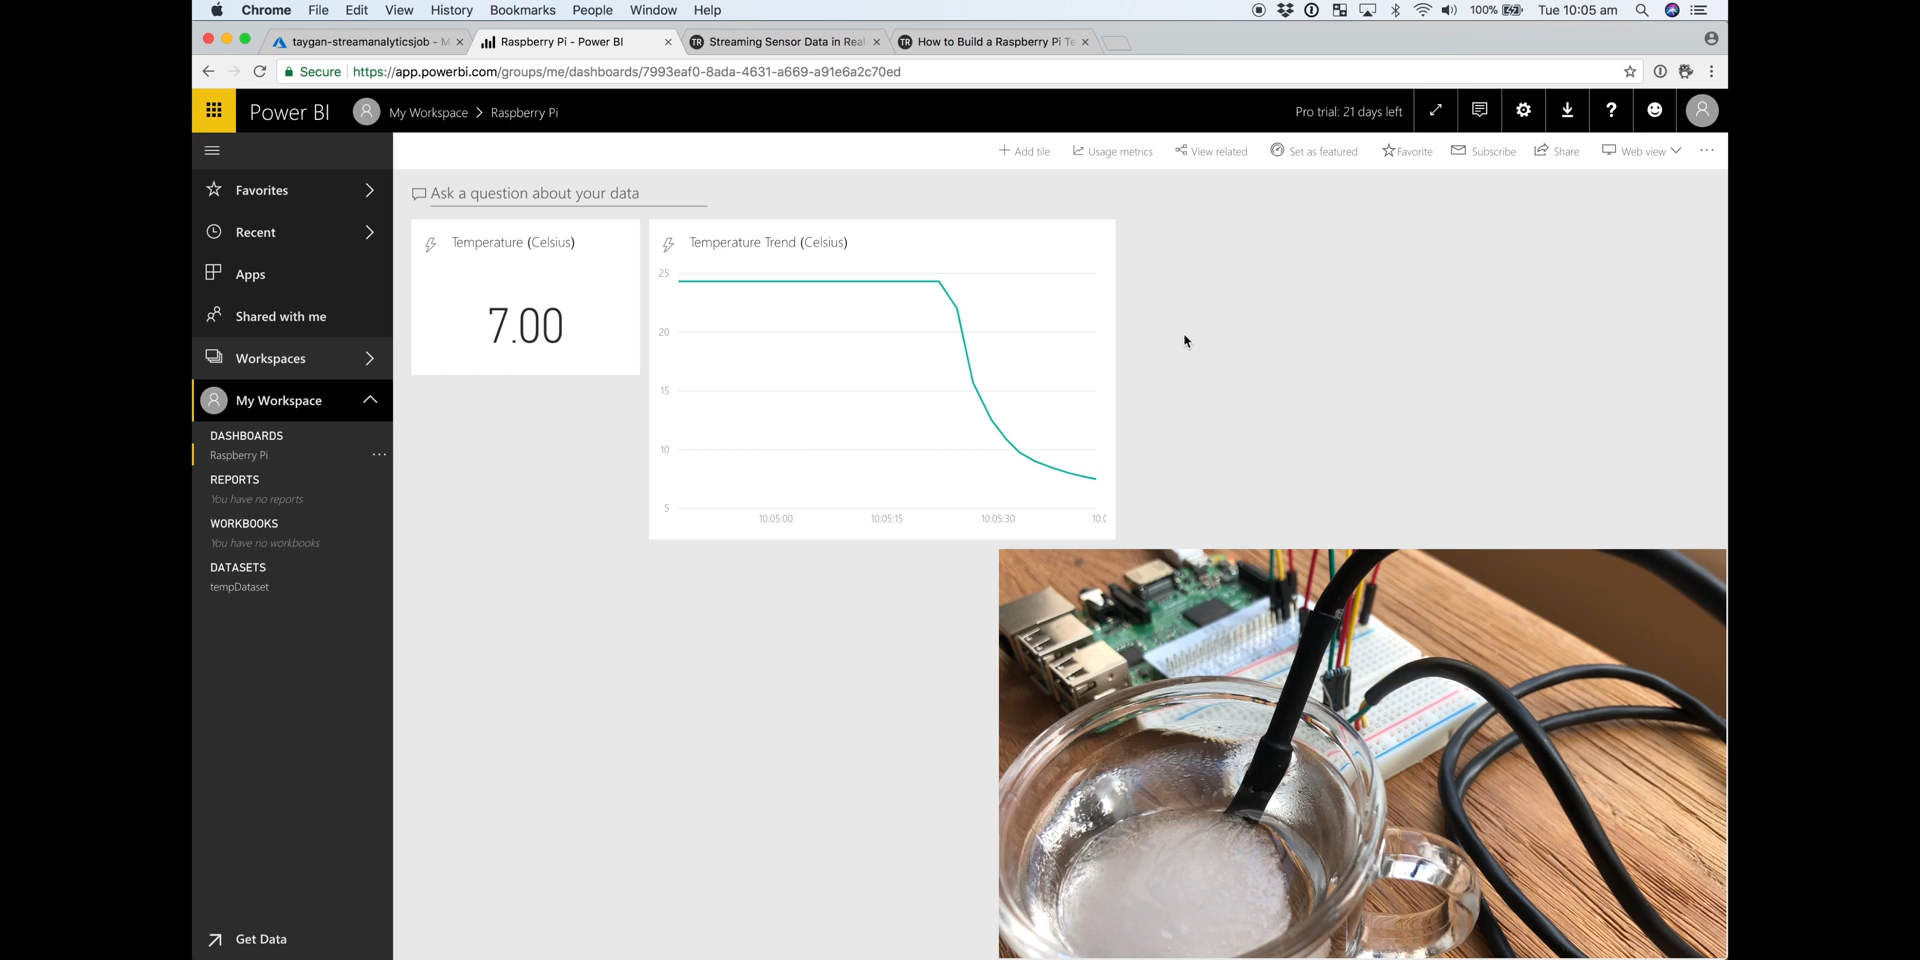 Chrome File Edit View History Bookmarks People Window Help 100% Tue 10:05 am
taygan-streamanalyticsjob - M Raspberry Pi - Power BI TR Streaming Sensor Data in Real TR How to Build a Raspberry Pi Te
Secure https://app.powerbi.com/groups/me/dashboards/7993eaf0-8ada-4631-a669-a91e6a2c70ed
Power BI My Workspace > Raspberry Pi Pro trial: 21 days left
+ Add tile Usage metrics View related Set as featured Favorite Subscribe Share Web view ...
Favorites
Recent
Apps
Shared with me
Workspaces
My Workspace
DASHBOARDS
Raspberry Pi ...
REPORTS
You have no reports
WORKBOOKS
You have no workbooks
DATASETS
tempDataset
Get Data
Ask a question about your data
Temperature (Celsius)
7.00
Temperature Trend (Celsius)
25
20
15
10
5
10:05:00 10:05:15 10:05:30 10:0